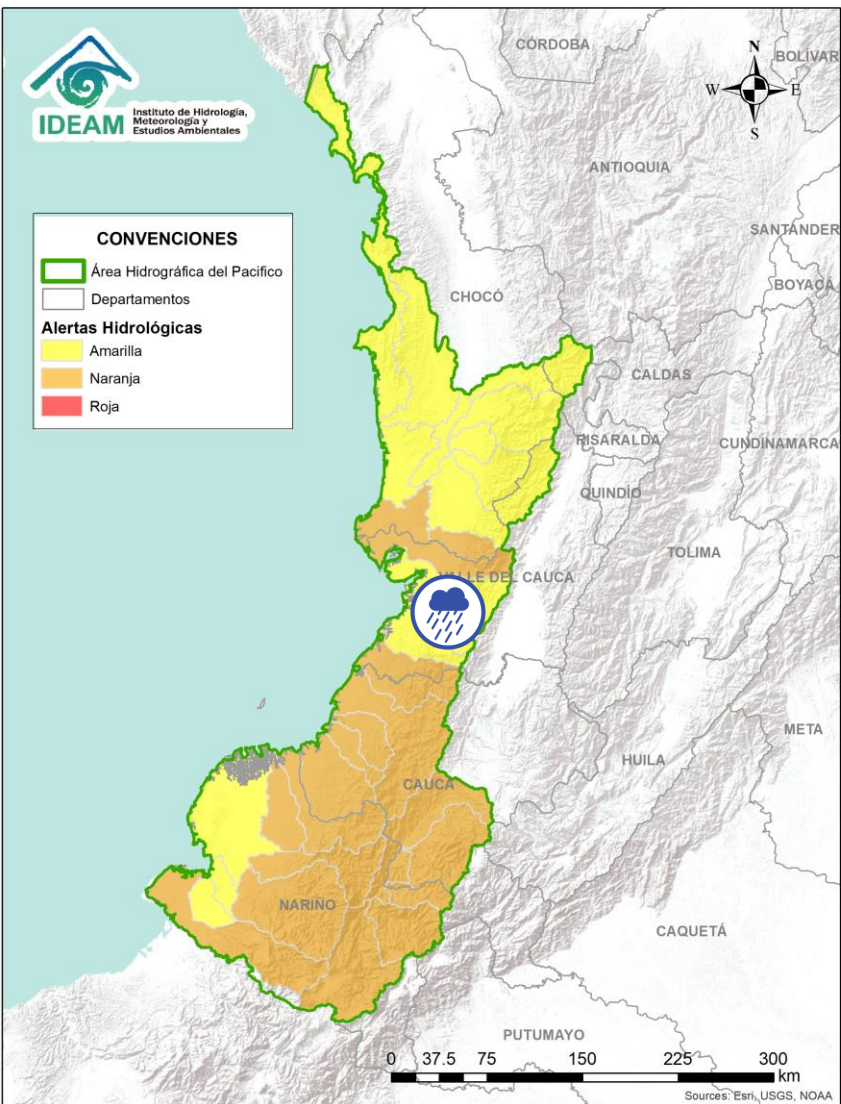 IDEAM
Instituto de Hidrología,
Meteorología y
Estudios Ambientales
N
W
E
S
CONVENCIONES
Área Hidrográfica del Pacifico
Departamentos
Alertas Hidrológicas
Amarilla
Naranja
Roja
CÓRDOBA
BOLÍVAR
ANTIOQUIA
SANTANDER
BOYACÁ
CHOCÓ
CALDAS
RISARALDA
CUNDINAMARCA
QUINDÍO
TOLIMA
VALLE DEL CAUCA
META
HUILA
CAUCA
NARIÑO
CAQUETÁ
PUTUMAYO
0 37.5 75 150 225 300
km
Sources: Esri, USGS, NOAA